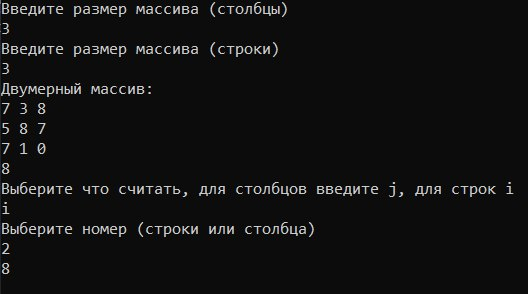 Введите размер массива (столбцы)
3
Введите размер массива (строки)
3
Двумерный массив:
7 3 8
5 8 7
7 1 0
8
Выберите что считать, для столбцов введите j, для строк i
i
Выберите номер (строки или столбца)
2
8